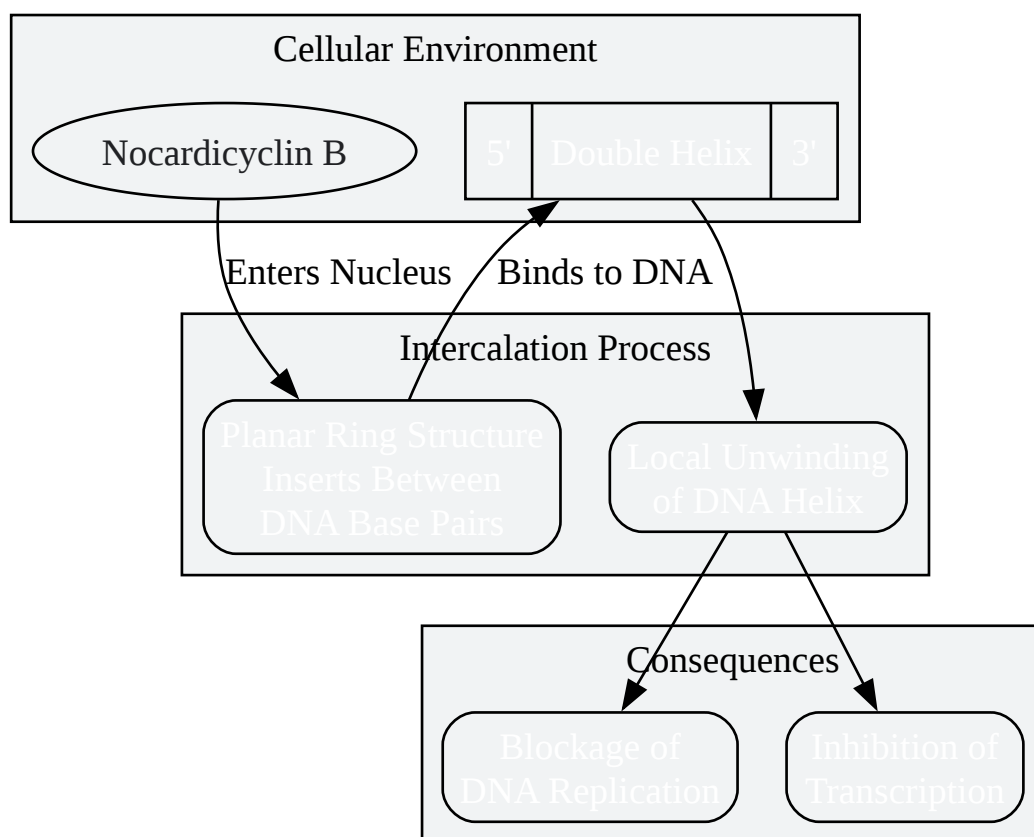 Cellular Environment
Nocardicyclin B
5' Double Helix 3'
Enters Nucleus
Binds to DNA
Intercalation Process
Planar Ring Structure
Inserts Between
DNA Base Pairs
Local Unwinding
of DNA Helix
Consequences
Blockage of
DNA Replication
Inhibition of
Transcription